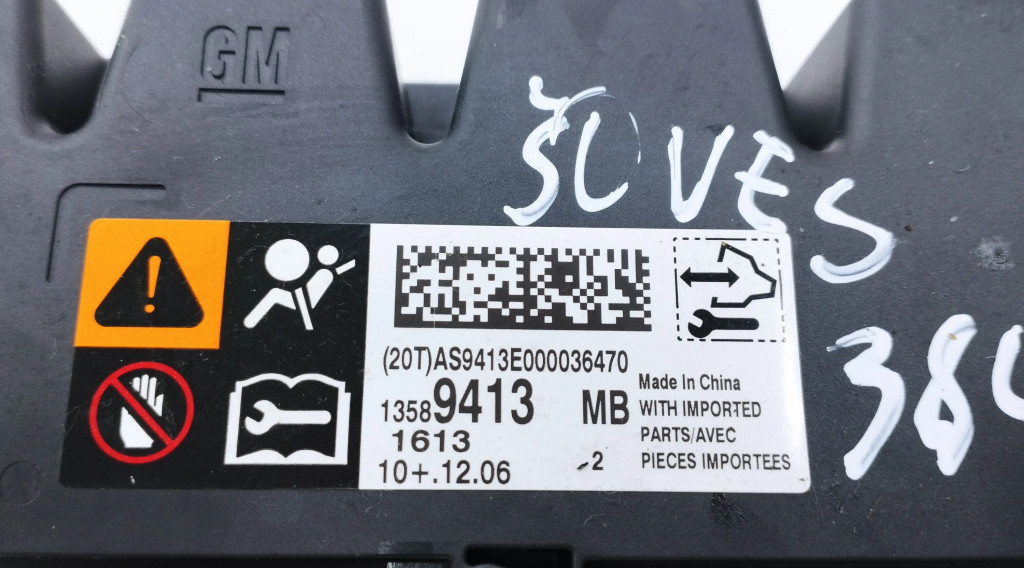 GM
VES
(20T)AS9413E000036470
13589413 MB
1613
10+.12.06 -2
Made In China
WITH IMPORTED
PARTS/AVEC
PIECES IMPORTEES